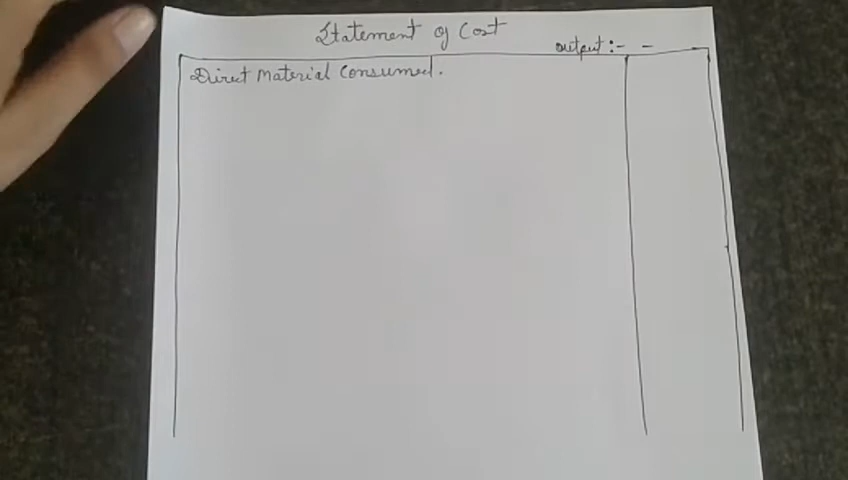 Statement of Cost
output :- -
Direct Material Consumed.